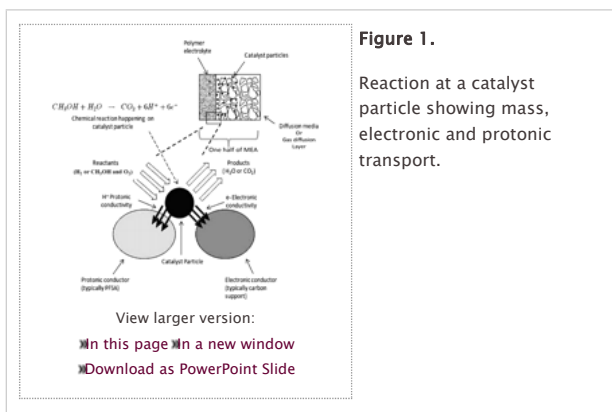 Figure 1.
Reaction at a catalyst
particle showing mass,
electronic and protonic
transport.
Polymer
electrolyte
Catalyst particles
CH₃OH + H₂O → CO₂ + 6H⁺ + 6e⁻
Chemical reaction happening on
catalyst particle
Diffusion media
Or
Gas diffusion
Layer
One half of MEA
Reactants
(H₂ or CH₃OH and O₂)
Products
(H₂O or CO₂)
H⁺ Protonic
conductivity
e- Electronic
conductivity
Catalyst Particle
Protonic conductor
(typically PFSA)
Electronic conductor
(typically carbon
support)
View larger version:
In this page In a new window
Download as PowerPoint Slide